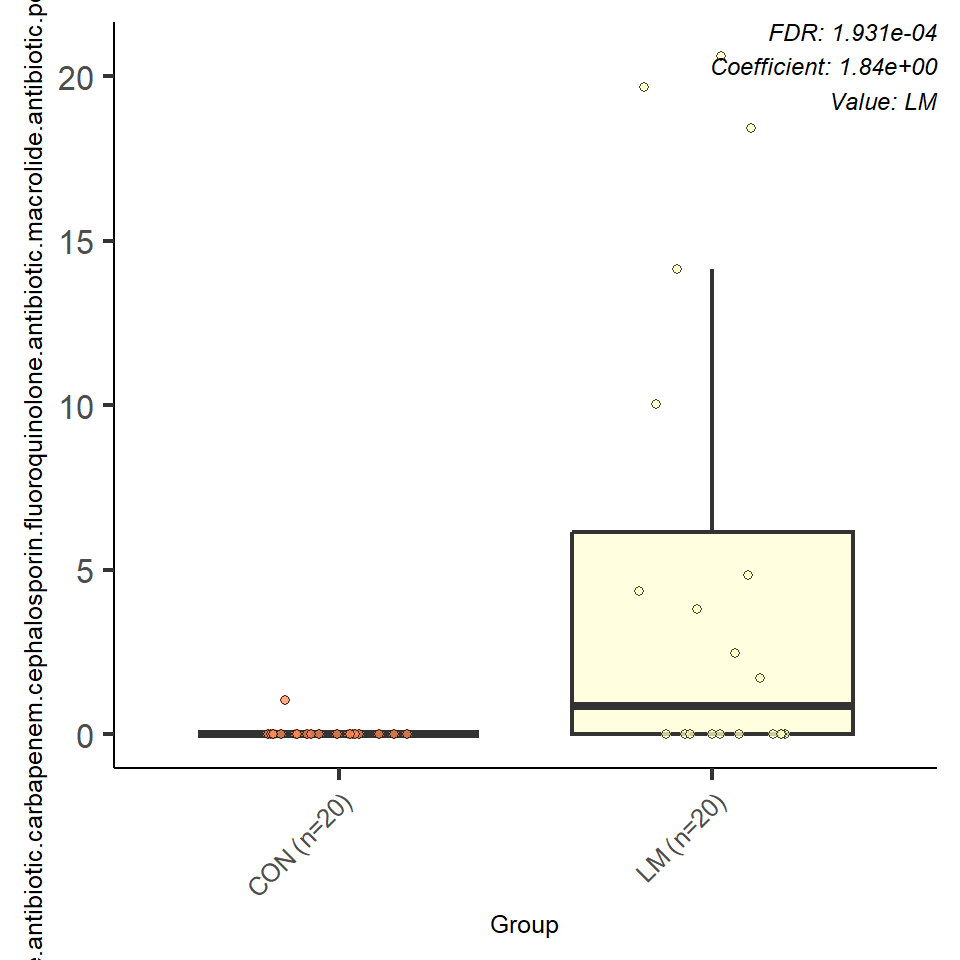 FDR: 1.931e-04
Coefficient: 1.84e+00
Value: LM
20
15
10
5
0
.antibiotic.carbapenem.cephalosporin.fluoroquinolone.antibiotic.macrolide.antibiotic
CON (n=20)
LM (n=20)
Group